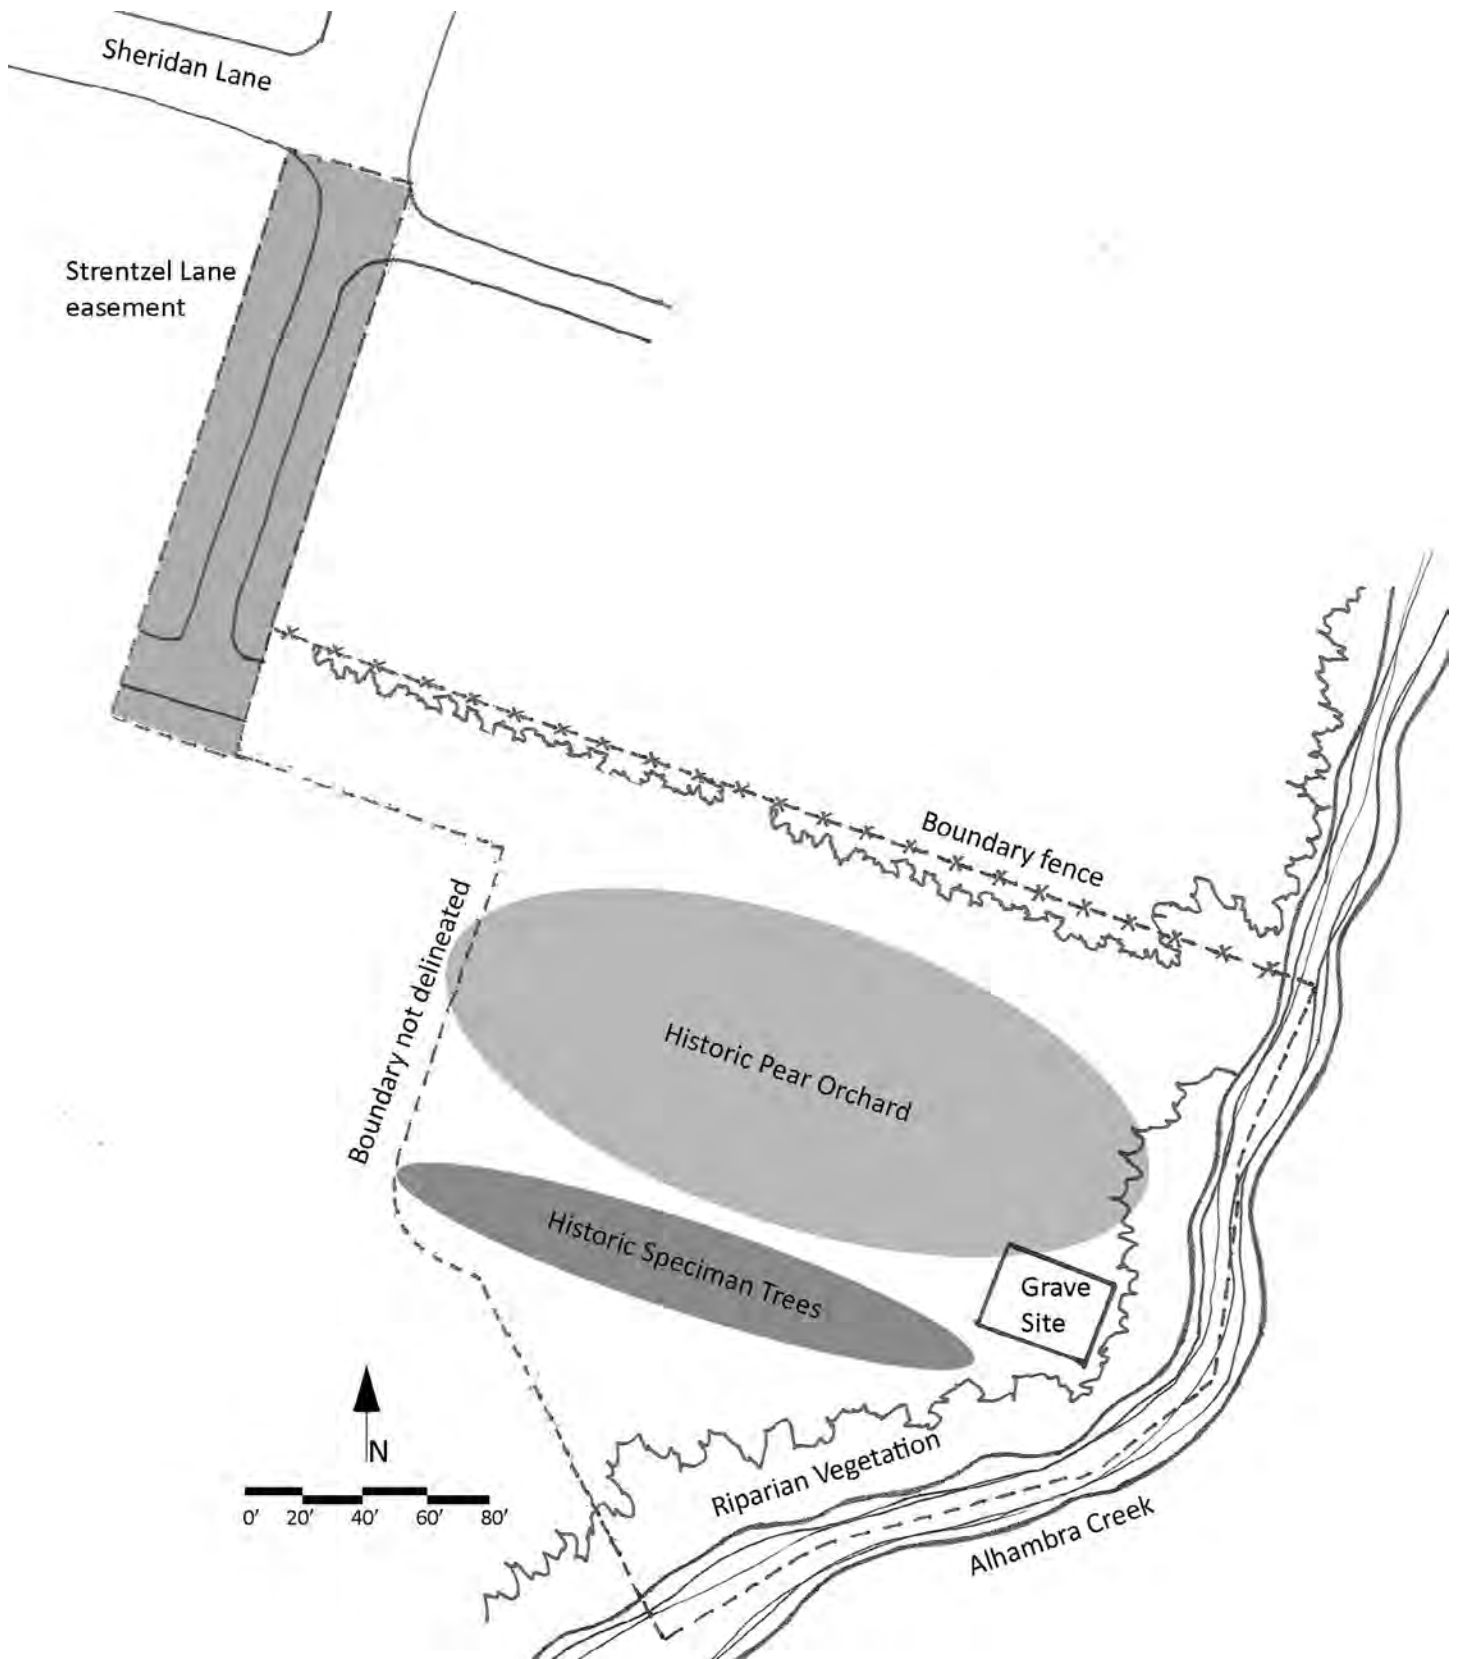 Sheridan Lane
Strentzel Lane
easement
Boundary fence
Boundary not delineated
Historic Pear Orchard
Historic Speciman Trees
Grave
Site
N
0' 20' 40' 60' 80'
Riparian Vegetation
Alhambra Creek